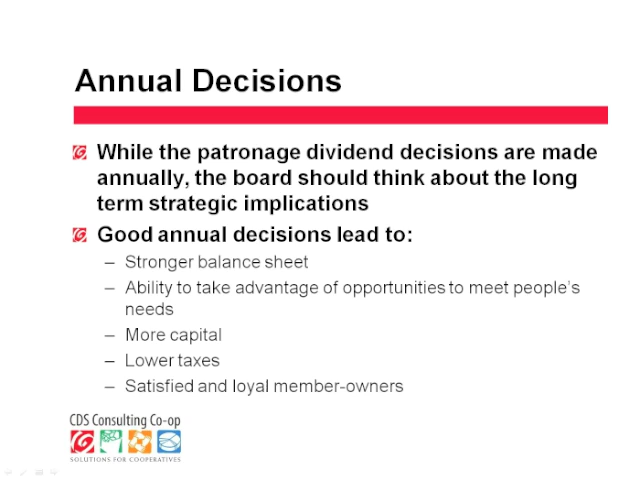 Annual Decisions
While the patronage dividend decisions are made
annually, the board should think about the long
term strategic implications
Good annual decisions lead to:
– Stronger balance sheet
– Ability to take advantage of opportunities to meet people's
needs
– More capital
– Lower taxes
– Satisfied and loyal member-owners
CDS Consulting Co-op
SOLUTIONS FOR COOPERATIVES